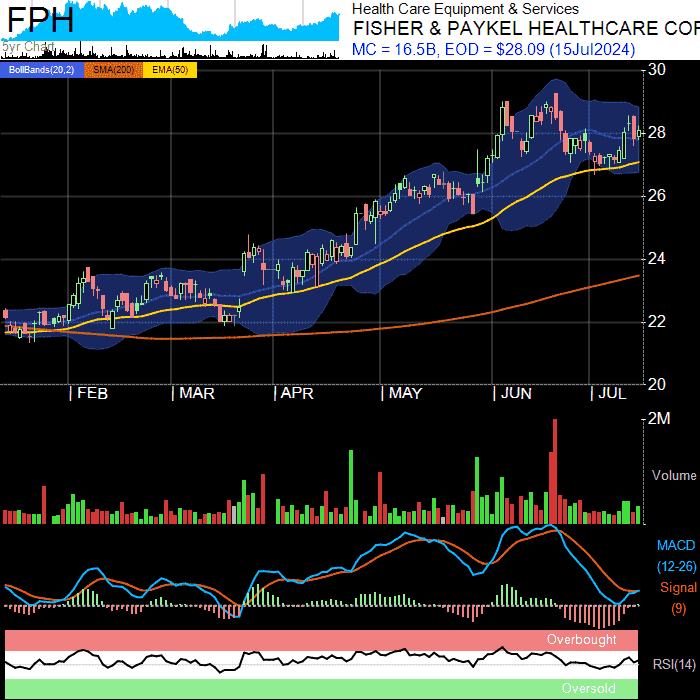 FPH
5yr Chart
Health Care Equipment & Services
FISHER & PAYKEL HEALTHCARE COR
MC = 16.5B, EOD = $28.09 (15Jul2024)
BollBands(20,2) SMA(200) EMA(50)
30
28
26
24
22
20
FEB MAR APR MAY JUN JUL
2M
Volume
MACD
(12-26)
Signal
(9)
Overbought
RSI(14)
Oversold